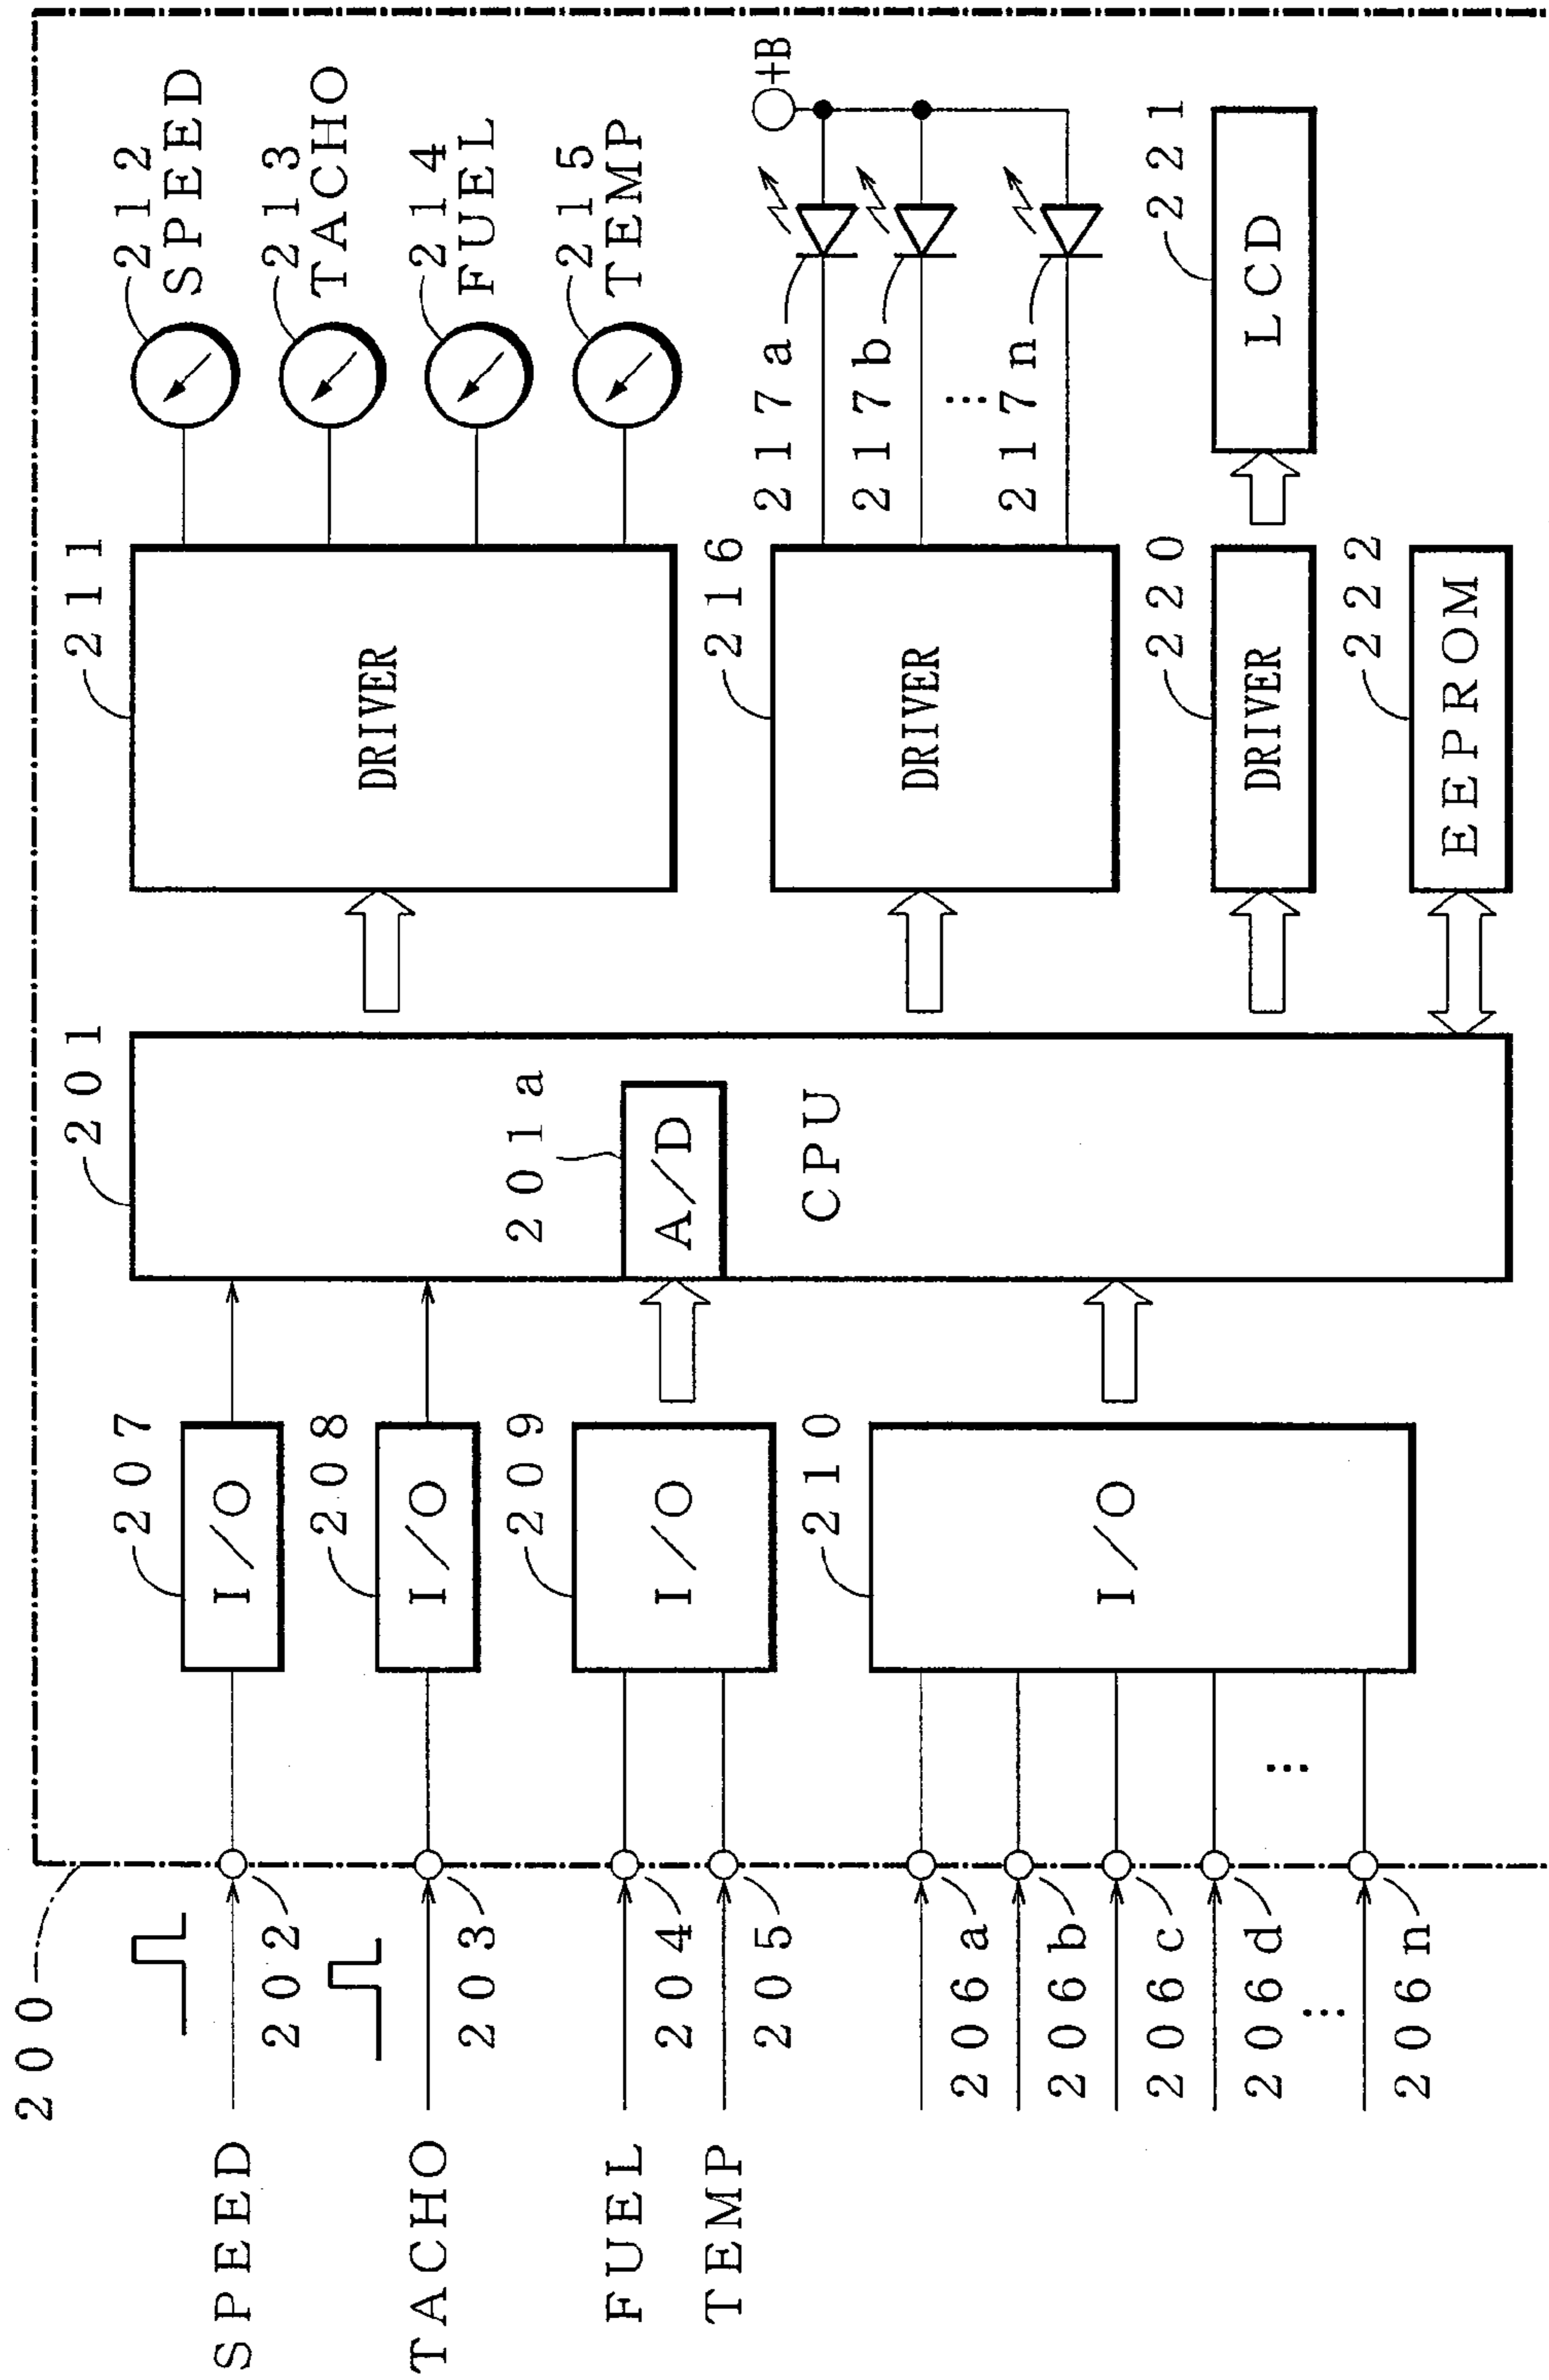 200
SPEED
202
TACHO
203
FUEL
204
TEMP
205
206a
206b
206c
206d
⋮
206n
207
I/O
208
I/O
209
I/O
210
I/O
...
201
201a
A/D
CPU
211
DRIVER
216
DRIVER
220
DRIVER
222
EEPROM
212
SPEED
213
TACHO
214
FUEL
215
TEMP
+B
217a
217b
⋮
217n
221
LCD